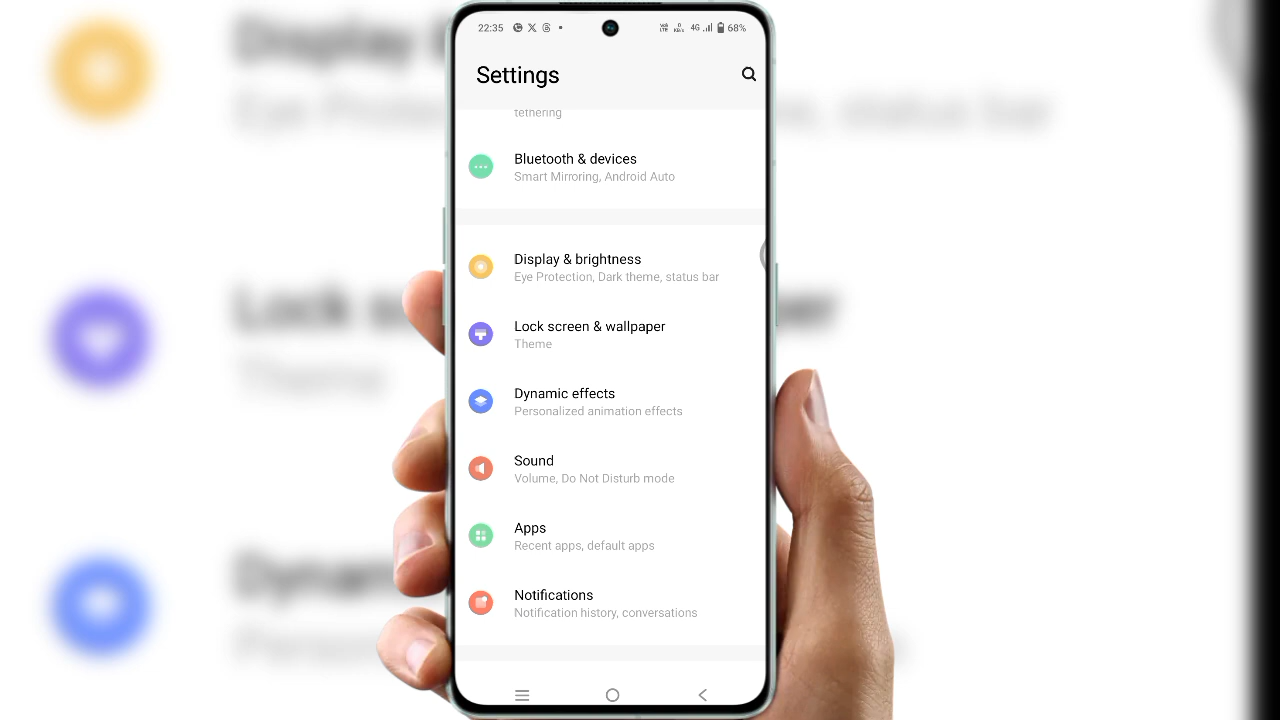 22:35
4G 68%
Settings
tethering
Bluetooth & devices
Smart Mirroring, Android Auto
Display & brightness
Eye Protection, Dark theme, status bar
Lock screen & wallpaper
Theme
Dynamic effects
Personalized animation effects
Sound
Volume, Do Not Disturb mode
Apps
Recent apps, default apps
Notifications
Notification history, conversations